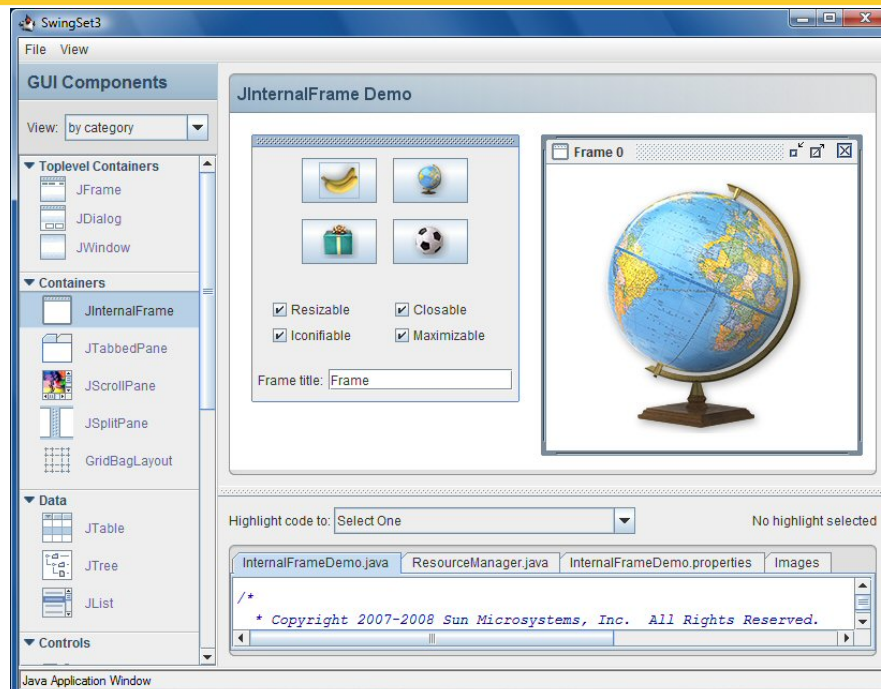 SwingSet3
File View
GUI Components
View: by category
Toplevel Containers
JFrame
JDialog
JWindow
Containers
JInternalFrame
JTabbedPane
JScrollPane
JSplitPane
GridBagLayout
Data
JTable
JTree
JList
Controls
JInternalFrame Demo
Resizable Closable
Iconifiable Maximizable
Frame title: Frame
Frame 0
Highlight code to: Select One No highlight selected
InternalFrameDemo.java ResourceManager.java InternalFrameDemo.properties Images
/*
* Copyright 2007-2008 Sun Microsystems, Inc. All Rights Reserved.
Java Application Window